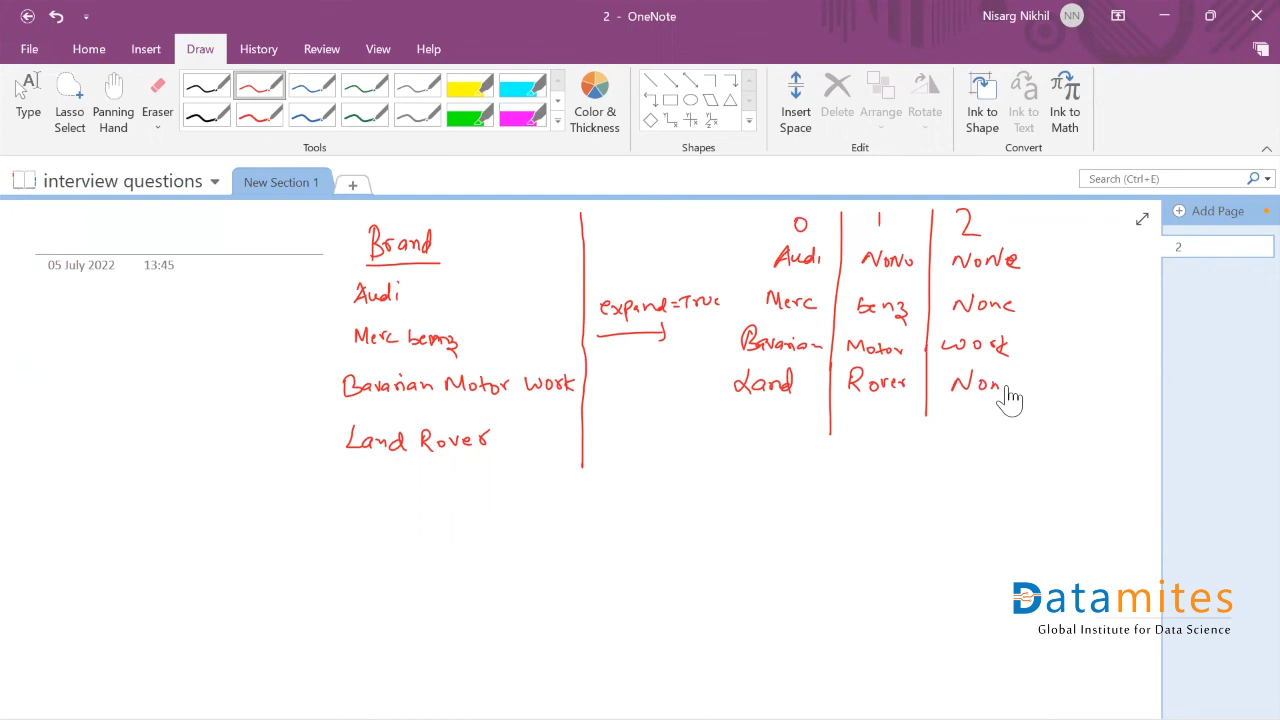 2 - OneNote
Nisarg Nikhil
NN
File Home Insert Draw History Review View Help
Type
Lasso Select
Panning Hand
Eraser
Color & Thickness
Insert Space
Delete
Arrange
Rotate
Ink to Shape
Ink to Text
Ink to Math
Tools
Shapes
Edit
Convert
interview questions
New Section 1
Search (Ctrl+E)
Add Page
2
05 July 2022 13:45
Brand
Audi
Merc benz
Bavarian Motor work
Land Rover
expand=True
0 1 2
Audi None None
Merc benz None
Bavarian Motor work
Land Rover Non
Datamites
Global Institute for Data Science